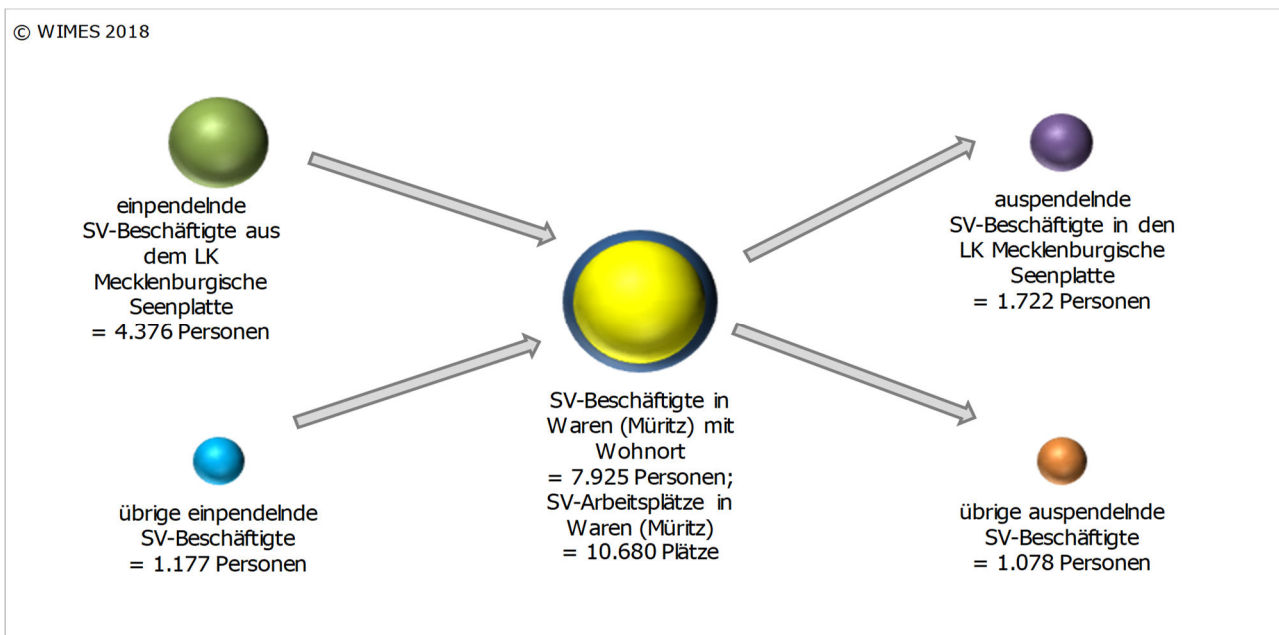 © WIMES 2018
einpendelnde
SV-Beschäftigte aus
dem LK
Mecklenburgische
Seenplatte
= 4.376 Personen
übrige einpendelnde
SV-Beschäftigte
= 1.177 Personen
SV-Beschäftigte in
Waren (Müritz) mit
Wohnort
= 7.925 Personen;
SV-Arbeitsplätze in
Waren (Müritz)
= 10.680 Plätze
auspendelnde
SV-Beschäftigte in den
LK Mecklenburgische
Seenplatte
= 1.722 Personen
übrige auspendelnde
SV-Beschäftigte
= 1.078 Personen